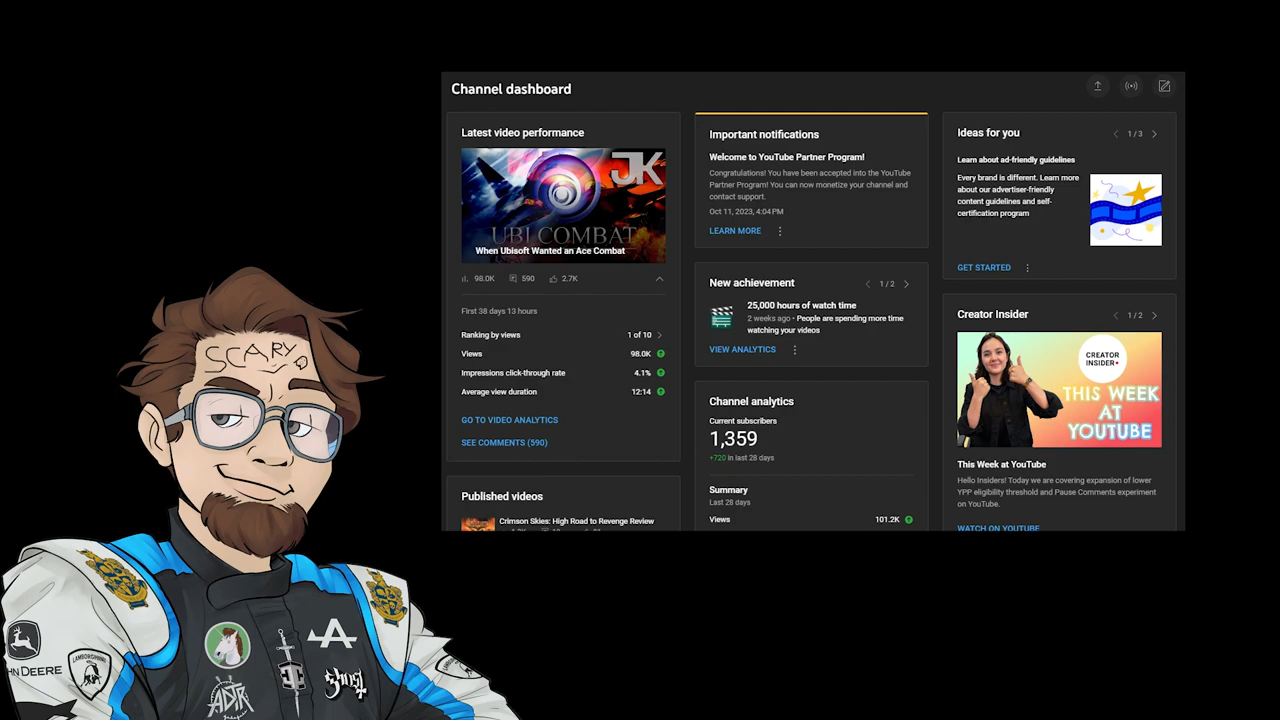 Channel dashboard
Latest video performance
JK
UBI COMBAT
When Ubisoft Wanted an Ace Combat
98.0K 590 2.7K
First 38 days 13 hours
Ranking by views 1 of 10
Views 98.0K
Impressions click-through rate 4.1%
Average view duration 12:14
GO TO VIDEO ANALYTICS
SEE COMMENTS (590)
Published videos
Crimson Skies: High Road to Revenge Review
Important notifications
Welcome to YouTube Partner Program!
Congratulations! You have been accepted into the YouTube
Partner Program! You can now monetize your channel and
contact support.
Oct 11, 2023, 4:04 PM
LEARN MORE
New achievement 1 / 2
25,000 hours of watch time
2 weeks ago • People are spending more time
watching your videos
VIEW ANALYTICS
Channel analytics
Current subscribers
1,359
+720 in last 28 days
Summary
Last 28 days
Views 101.2K
Ideas for you 1 / 3
Learn about ad-friendly guidelines
Every brand is different. Learn more
about our advertiser-friendly
content guidelines and self-
certification program
GET STARTED
Creator Insider 1 / 2
CREATOR
INSIDER
THIS WEEK
AT
YOUTUBE
This Week at YouTube
Hello Insiders! Today we are covering expansion of lower
YPP eligibility threshold and Pause Comments experiment
on YouTube.
WATCH ON YOUTUBE
SCARY
HN DEERE
LAMBORGHINI
A
ADTR